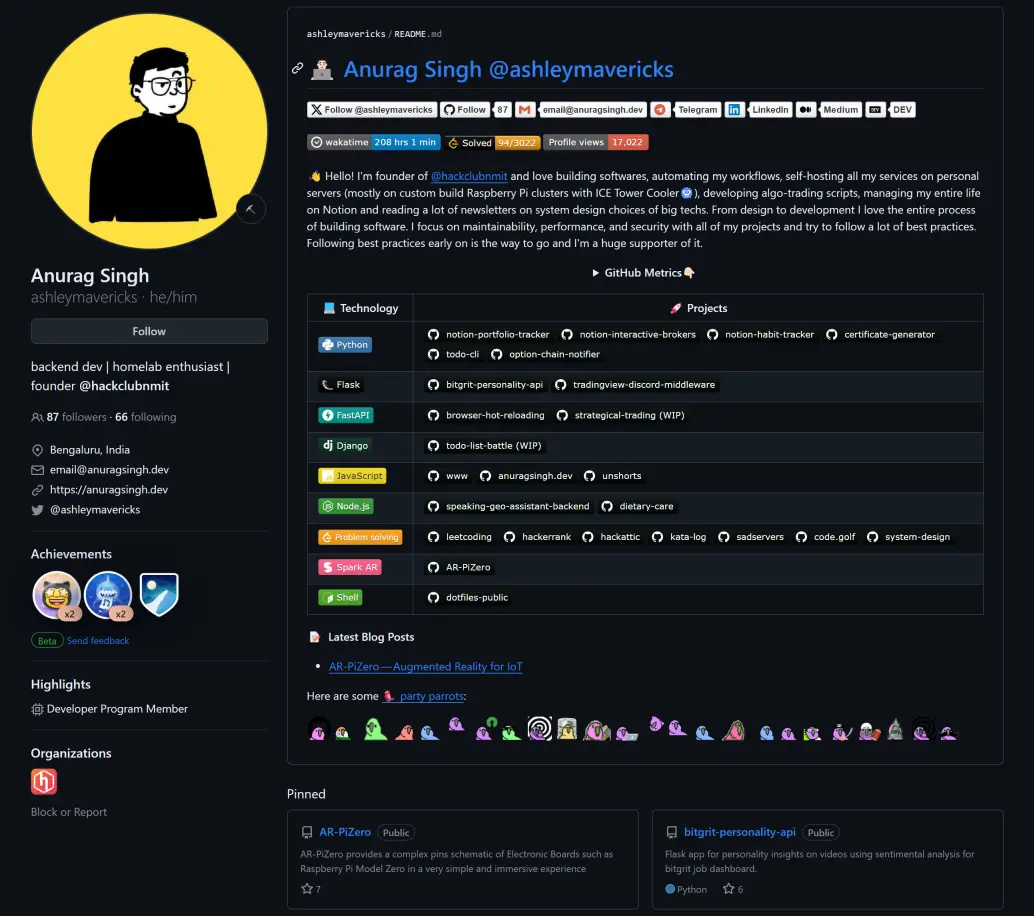 Anurag Singh
ashleymavericks · he/him
Follow
backend dev | homelab enthusiast |
founder @hackclubnmit
87 followers · 66 following
Bengaluru, India
email@anuragsingh.dev
https://anuragsingh.dev
@ashleymavericks
Achievements
x2
x2
Beta Send feedback
Highlights
Developer Program Member
Organizations
Block or Report
ashleymavericks / README.md
Anurag Singh @ashleymavericks
Follow @ashleymavericks Follow 87 email@anuragsingh.dev Telegram in LinkedIn Medium DEV DEV
wakatime 208 hrs 1 min Solved 94/3022 Profile views 17,022
👋 Hello! I'm founder of @hackclubnmit and love building softwares, automating my workflows, self-hosting all my services on personal
servers (mostly on custom build Raspberry Pi clusters with ICE Tower Cooler🥶), developing algo-trading scripts, managing my entire life
on Notion and reading a lot of newsletters on system design choices of big techs. From design to development I love the entire process
of building software. I focus on maintainability, performance, and security with all of my projects and try to follow a lot of best practices.
Following best practices early on is the way to go and I'm a huge supporter of it.
▶ GitHub Metrics👇🏻
💻 Technology 🚀 Projects
Python notion-portfolio-tracker notion-interactive-brokers notion-habit-tracker certificate-generator
todo-cli option-chain-notifier
Flask bitgrit-personality-api tradingview-discord-middleware
FastAPI browser-hot-reloading strategical-trading (WIP)
dj Django todo-list-battle (WIP)
JavaScript www anuragsingh.dev unshorts
Node.js speaking-geo-assistant-backend dietary-care
Problem solving leetcoding hackerrank hackattic kata-log sadservers code.golf system-design
Spark AR AR-PiZero
Shell dotfiles-public
📝 Latest Blog Posts
• AR-PiZero — Augmented Reality for IoT
Here are some 🦜 party parrots:
Pinned
AR-PiZero Public
AR-PiZero provides a complex pins schematic of Electronic Boards such as
Raspberry Pi Model Zero in a very simple and immersive experience
7
bitgrit-personality-api Public
Flask app for personality insights on videos using sentimental analysis for
bitgrit job dashboard.
Python 6